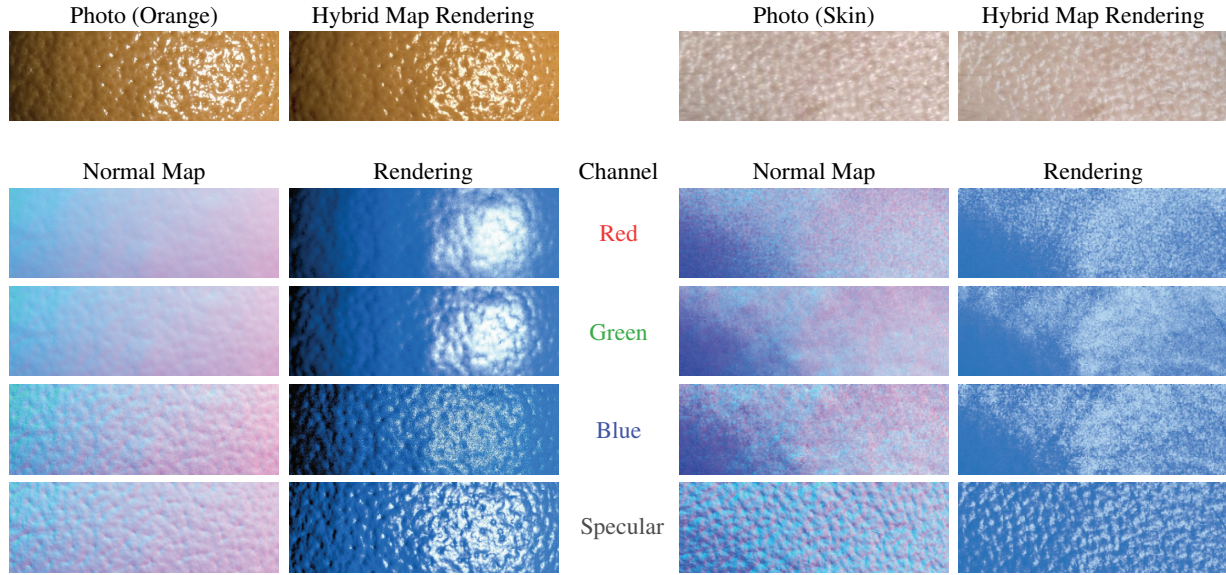 Photo (Orange) Hybrid Map Rendering Photo (Skin) Hybrid Map Rendering
Normal Map Rendering Channel Normal Map Rendering
Red
Green
Blue
Specular